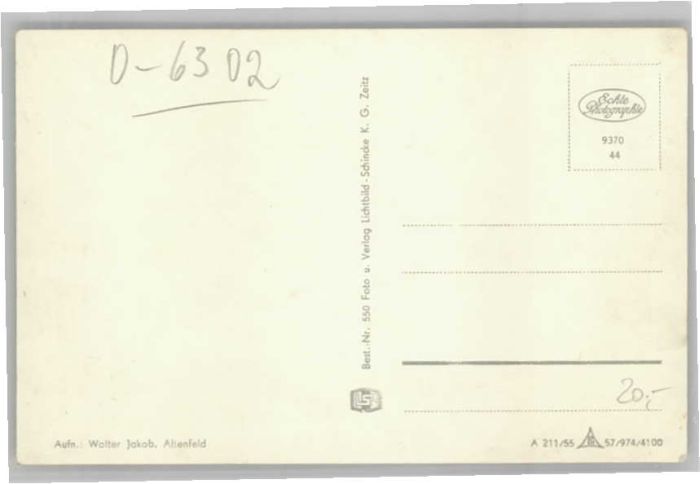 D-6302
Echte
Photographie
9370
44
Best.-Nr. 550 Foto u. Verlag Lichtbild-Schincke K. G. Zeitz
20.-
Aufn.: Walter Jakob, Altenfeld
A 211/55 57/974/4100